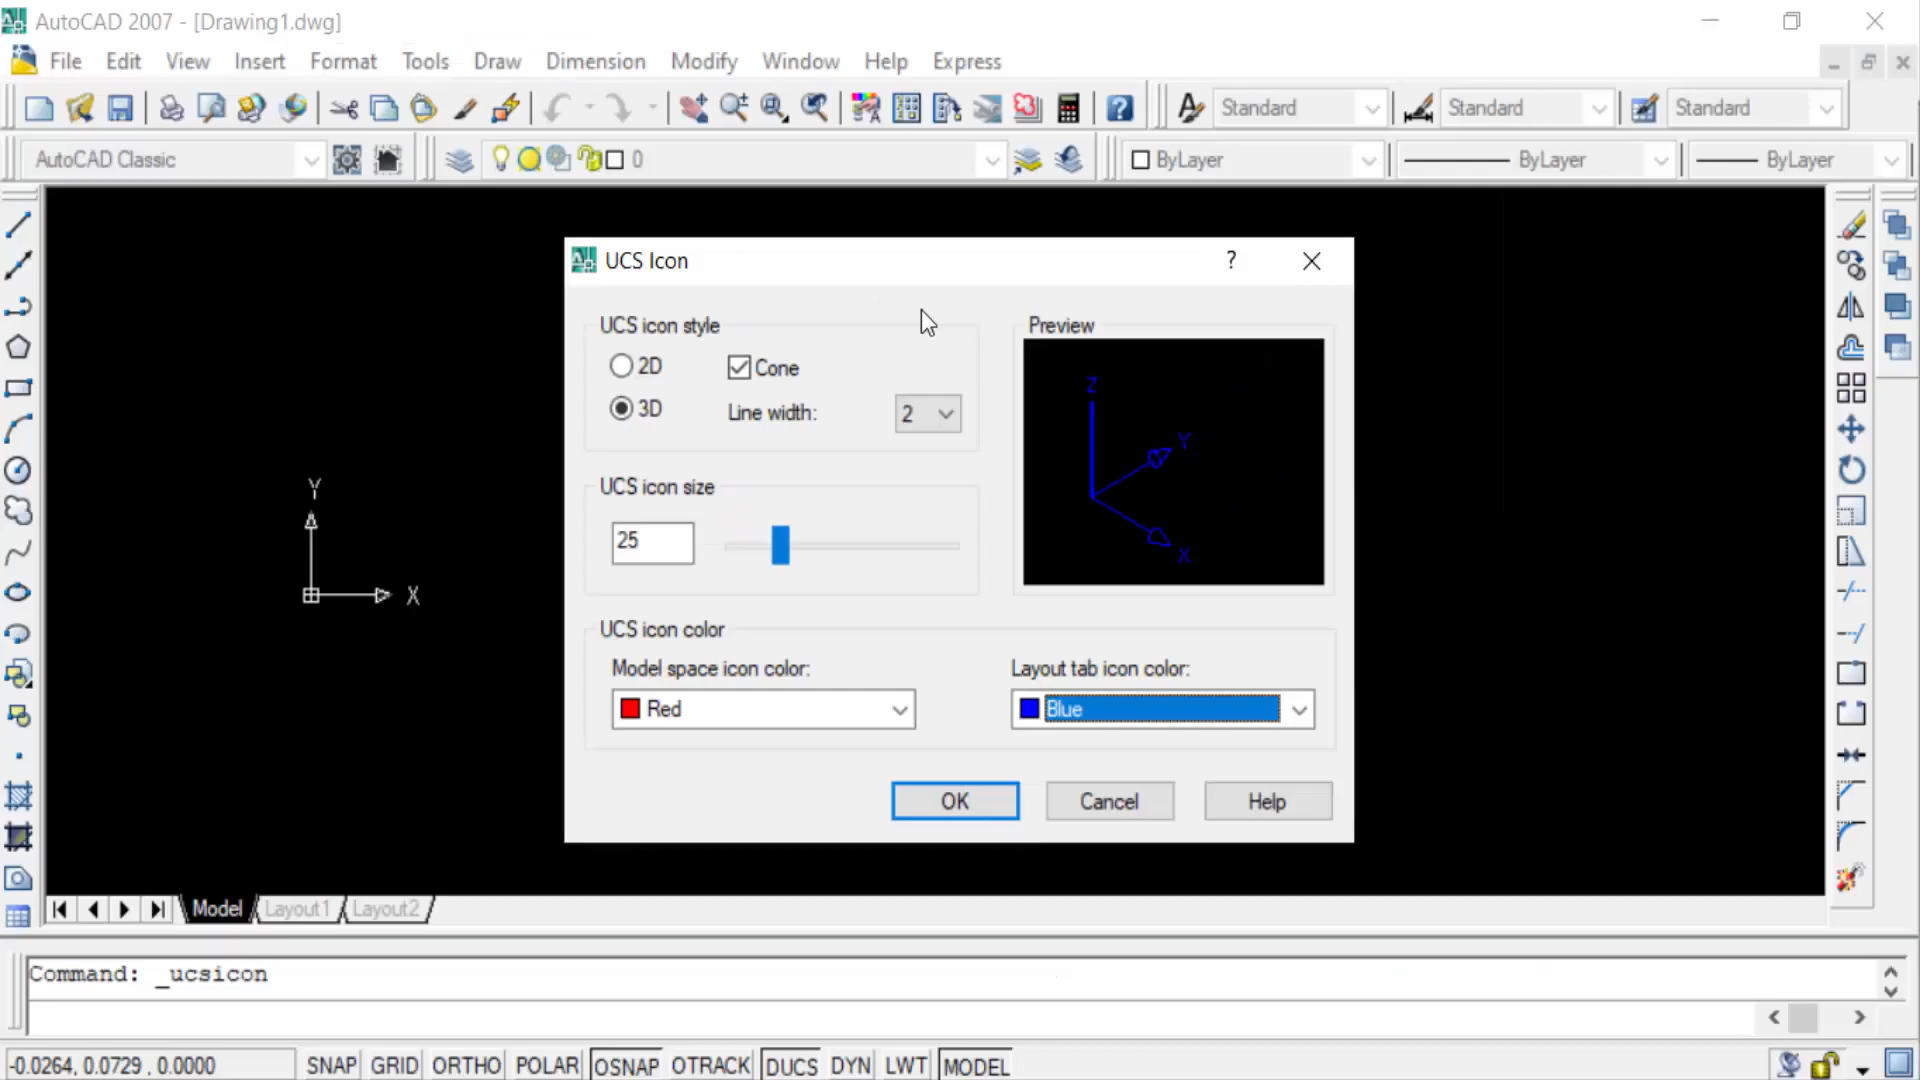 AutoCAD 2007 - [Drawing1.dwg]
File Edit View Insert Format Tools Draw Dimension Modify Window Help Express
Standard Standard Standard
AutoCAD Classic 0 ByLayer ByLayer ByLayer
UCS Icon ?
UCS icon style
2D Cone
3D Line width: 2
Preview
Z
Y
X
UCS icon size
25
Y
X
UCS icon color
Model space icon color: Layout tab icon color:
Red Blue
OK Cancel Help
Model Layout1 Layout2
Command: _ucsicon
-0.0264, 0.0729 , 0.0000 SNAP GRID ORTHO POLAR OSNAP OTRACK DUCS DYN LWT MODEL